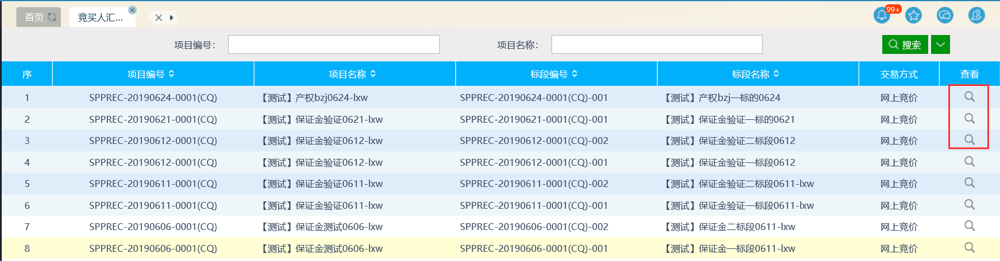 首页 竞买人汇... 99+
项目编号： 项目名称： 搜索
序 项目编号 项目名称 标段编号 标段名称 交易方式 查看
1 SPPREC-20190624-0001(CQ) 【测试】产权bzj0624-lxw SPPREC-20190624-0001(CQ)-001 【测试】产权bzj一标的0624 网上竞价
2 SPPREC-20190621-0001(CQ) 【测试】保证金验证0621-lxw SPPREC-20190621-0001(CQ)-001 【测试】保证金验证一标的0621 网上竞价
3 SPPREC-20190612-0001(CQ) 【测试】保证金验证0612-lxw SPPREC-20190612-0001(CQ)-002 【测试】保证金验证二标段0612 网上竞价
4 SPPREC-20190612-0001(CQ) 【测试】保证金验证0612-lxw SPPREC-20190612-0001(CQ)-001 【测试】保证金验证一标段0612 网上竞价
5 SPPREC-20190611-0001(CQ) 【测试】保证金验证0611-lxw SPPREC-20190611-0001(CQ)-002 【测试】保证金验证二标段0611-lxw 网上竞价
6 SPPREC-20190611-0001(CQ) 【测试】保证金验证0611-lxw SPPREC-20190611-0001(CQ)-001 【测试】保证金验证一标段0611-lxw 网上竞价
7 SPPREC-20190606-0001(CQ) 【测试】保证金测试0606-lxw SPPREC-20190606-0001(CQ)-002 【测试】保证金二标段0611-lxw 网上竞价
8 SPPREC-20190606-0001(CQ) 【测试】保证金测试0606-lxw SPPREC-20190606-0001(CQ)-001 【测试】保证金一标段0611-lxw 网上竞价